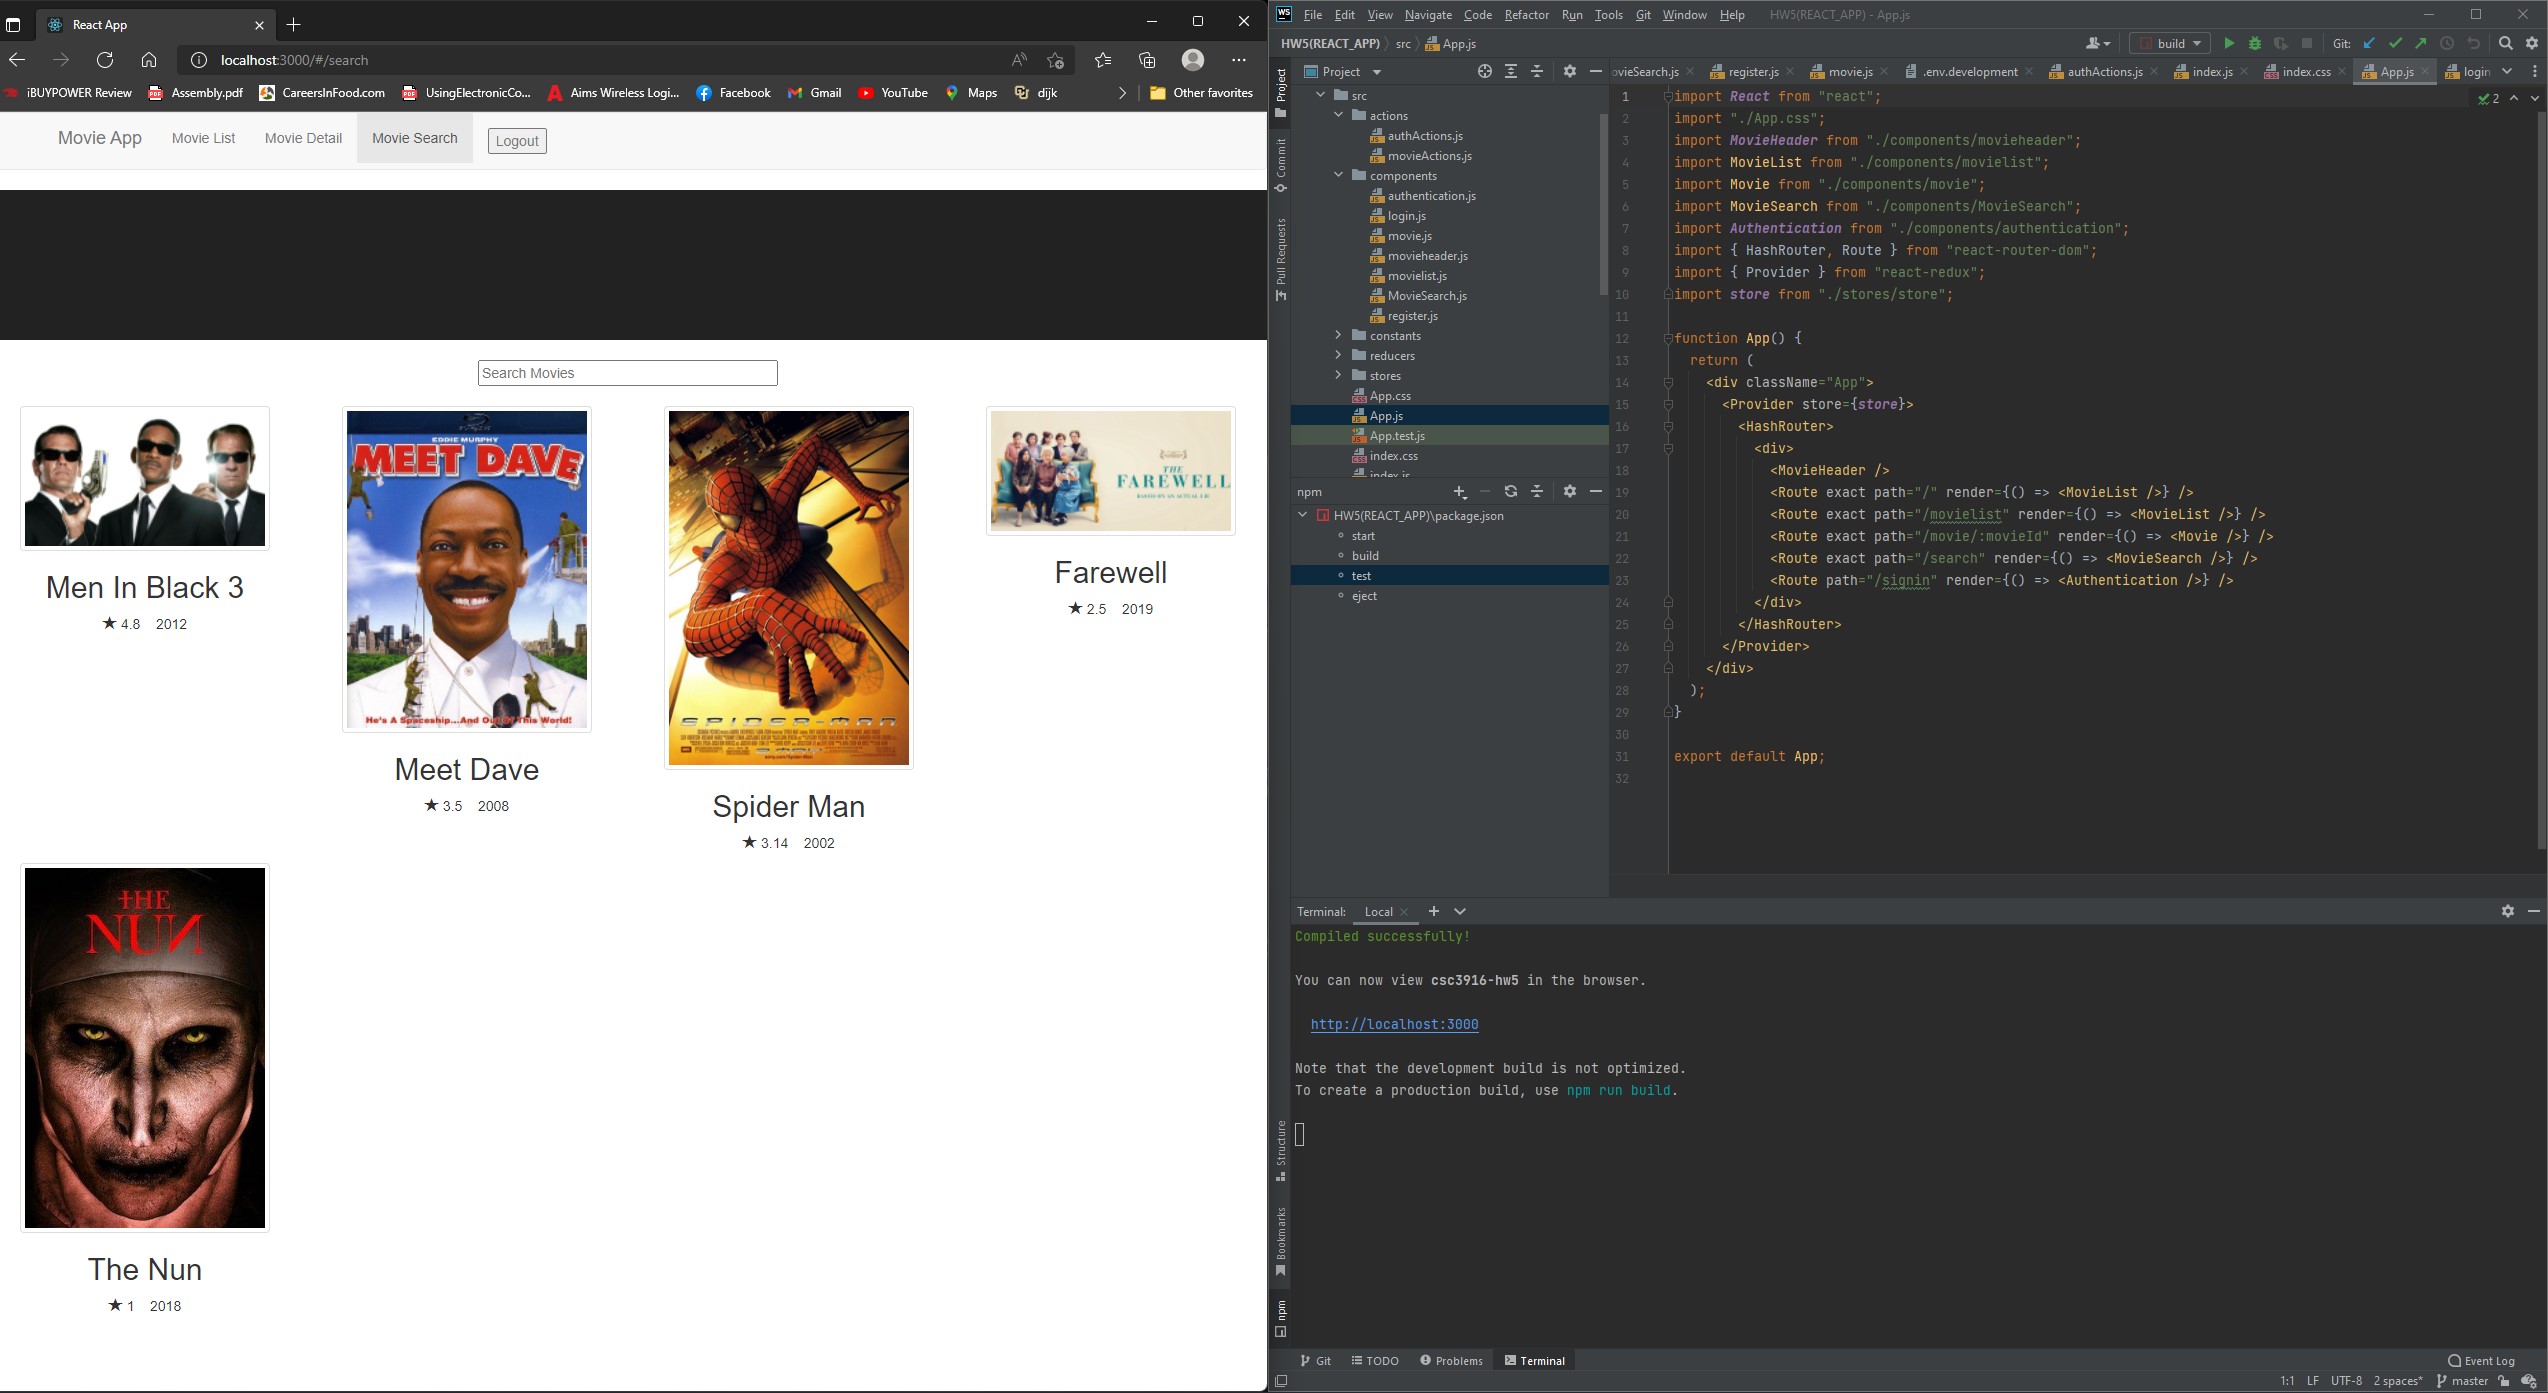 React App
localhost:3000/#/search
iBUYPOWER Review
Assembly.pdf
CareersInFood.com
UsingElectronicCo...
Aims Wireless Logi...
Facebook
Gmail
YouTube
Maps
dijk
Other favorites
Movie App
Movie List
Movie Detail
Movie Search
Logout
Search Movies
Men In Black 3
★ 4.8 2012
EDDIE MURPHY
MEET DAVE
He's A Spaceship...And Out Of This World!
Meet Dave
★ 3.5 2008
SPIDER-MAN
Spider Man
★ 3.14 2002
THE
FAREWELL
BASED ON AN ACTUAL LIE
Farewell
★ 2.5 2019
THE
NUN
The Nun
★ 1 2018
WS File Edit View Navigate Code Refactor Run Tools Git Window Help HW5(REACT_APP) - App.js
HW5(REACT_APP) src App.js
build
Git:
Project
Commit
Pull Requests
Structure
Bookmarks
npm
Project
ovieSearch.js register.js movie.js .env.development authActions.js index.js index.css App.js login
src
actions
authActions.js
movieActions.js
components
authentication.js
login.js
movie.js
movieheader.js
movielist.js
MovieSearch.js
register.js
constants
reducers
stores
App.css
App.js
App.test.js
index.css
index.js
npm
HW5(REACT_APP)\package.json
start
build
test
eject
2
1 import React from "react";
2 import "./App.css";
3 import MovieHeader from "./components/movieheader";
4 import MovieList from "./components/movielist";
5 import Movie from "./components/movie";
6 import MovieSearch from "./components/MovieSearch";
7 import Authentication from "./components/authentication";
8 import { HashRouter, Route } from "react-router-dom";
9 import { Provider } from "react-redux";
10 import store from "./stores/store";
11
12 function App() {
13 return (
14 <div className="App">
15 <Provider store={store}>
16 <HashRouter>
17 <div>
18 <MovieHeader />
19 <Route exact path="/" render={() => <MovieList />} />
20 <Route exact path="/movielist" render={() => <MovieList />} />
21 <Route exact path="/movie/:movieId" render={() => <Movie />} />
22 <Route exact path="/search" render={() => <MovieSearch />} />
23 <Route path="/signin" render={() => <Authentication />} />
24 </div>
25 </HashRouter>
26 </Provider>
27 </div>
28 );
29 }
30
31 export default App;
32
Terminal: Local
Compiled successfully!
You can now view csc3916-hw5 in the browser.
http://localhost:3000
Note that the development build is not optimized.
To create a production build, use npm run build.
Git TODO Problems Terminal
Event Log
1:1 LF UTF-8 2 spaces* master